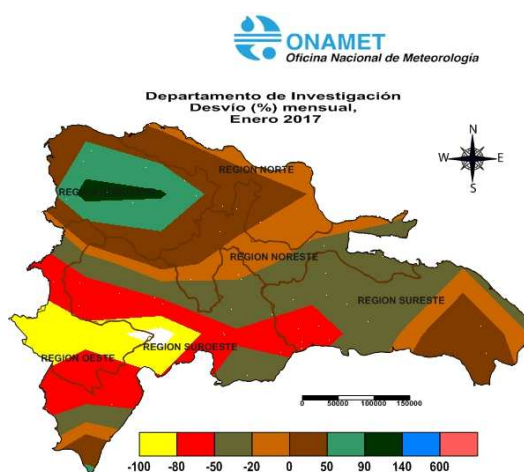 ONAMET
Oficina Nacional de Meteorología
Departamento de Investigación
Desvío (%) mensual,
Enero 2017
N
W E
S
REGION NORTE
REGI
REGION NORESTE
REGION SURESTE
REGION SUROESTE
REGION OESTE
0 50000 100000 150000
-100 -80 -50 -20 0 50 90 140 600